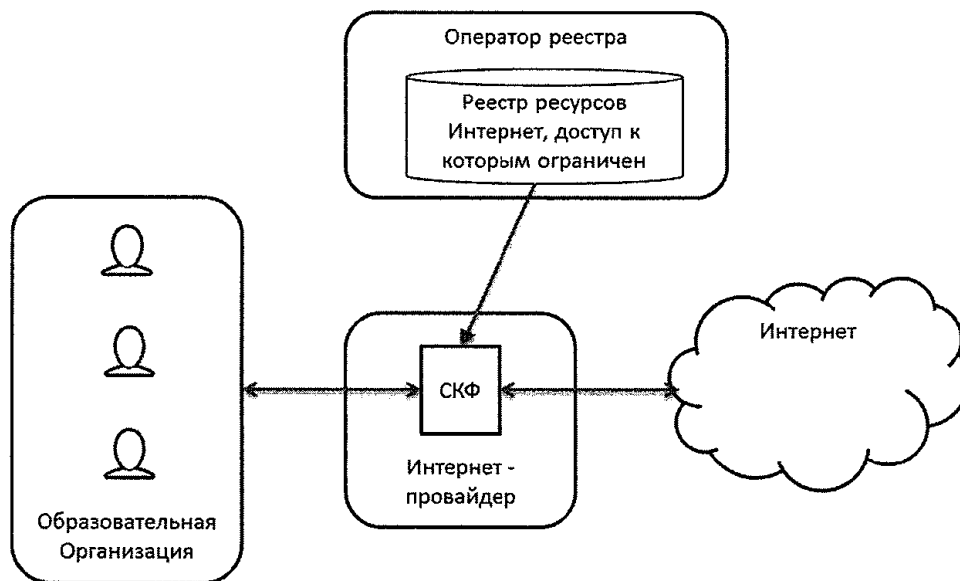 Оператор реестра
Реестр ресурсов
Интернет, доступ к
которым ограничен
Интернет
СКФ
Интернет -
провайдер
Образовательная
Организация